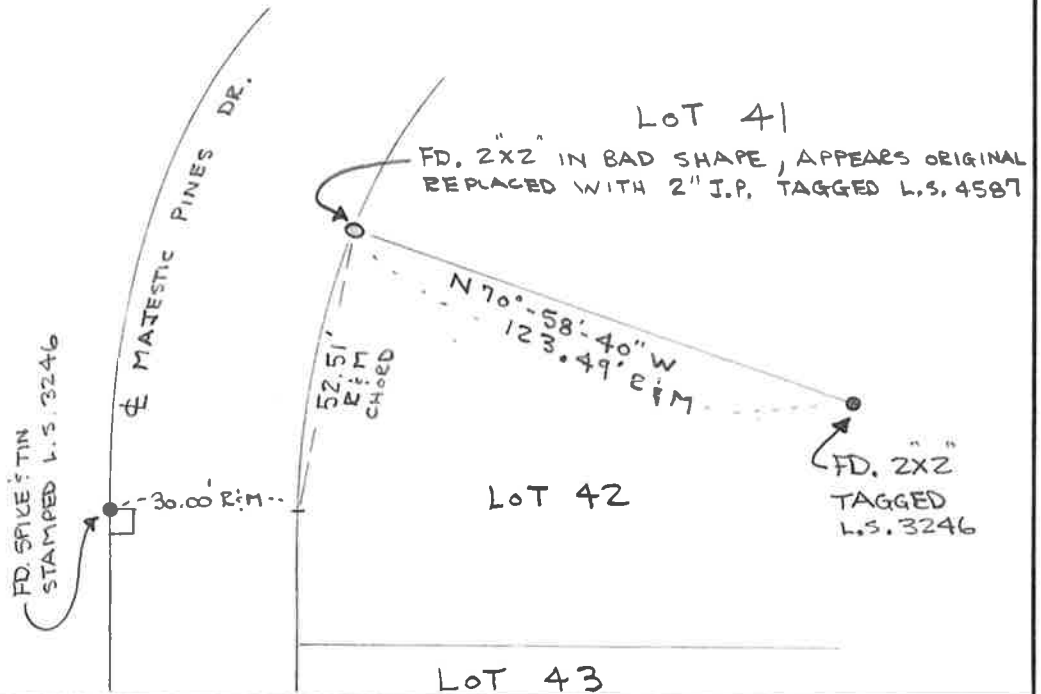 LOT 41
FD. 2"X2" IN BAD SHAPE, APPEARS ORIGINAL
REPLACED WITH 2" I.P. TAGGED L.S. 4587
℄ MAJESTIC PINES DR.
N 70°-58'-40" W
123.49' R & M
52.51'
R & M
CHORD
FD. SPIKE & TIN
STAMPED L.S. 3246
30.00' R & M
LOT 42
FD. 2"X2"
TAGGED
L.S. 3246
LOT 43